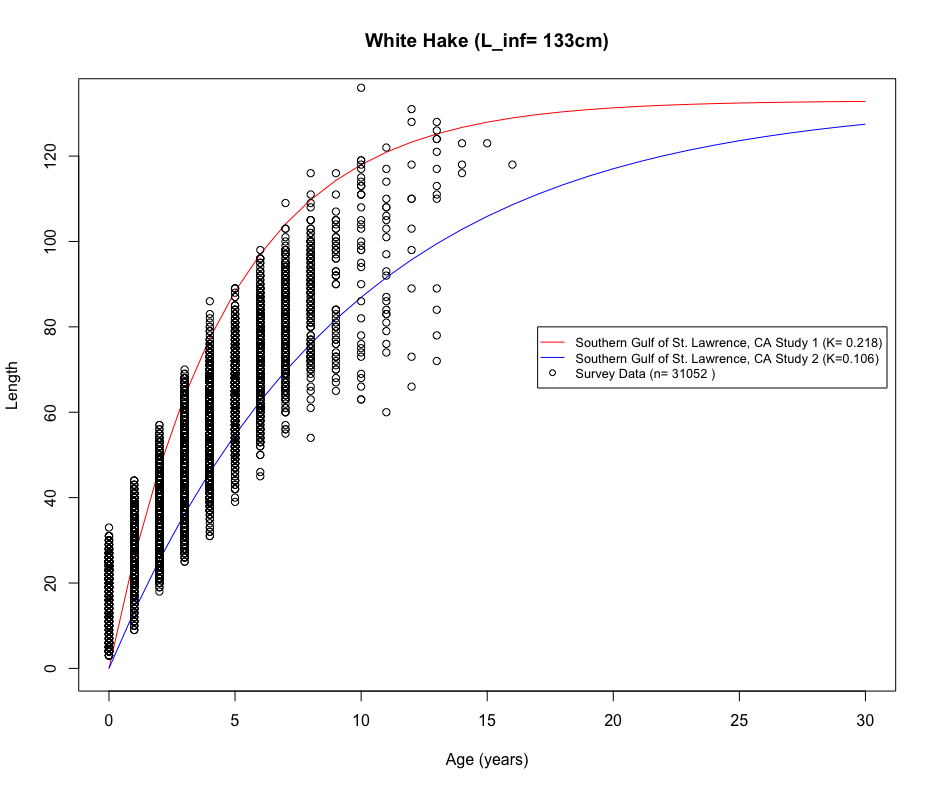 White Hake (L_inf= 133cm)
Length
0
20
40
60
80
100
120
Southern Gulf of St. Lawrence, CA Study 1 (K= 0.218)
Southern Gulf of St. Lawrence, CA Study 2 (K=0.106)
Survey Data (n= 31052 )
0 5 10 15 20 25 30
Age (years)